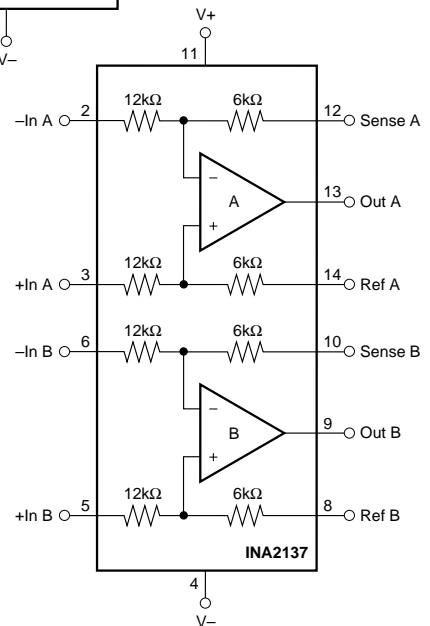 V–
V+
11
12kΩ 6kΩ
–In A 2 12 Sense A
–
A
13 Out A
+
12kΩ 6kΩ
+In A 3 14 Ref A
12kΩ 6kΩ
–In B 6 10 Sense B
–
B
9 Out B
+
12kΩ 6kΩ
+In B 5 8 Ref B
INA2137
4
V–